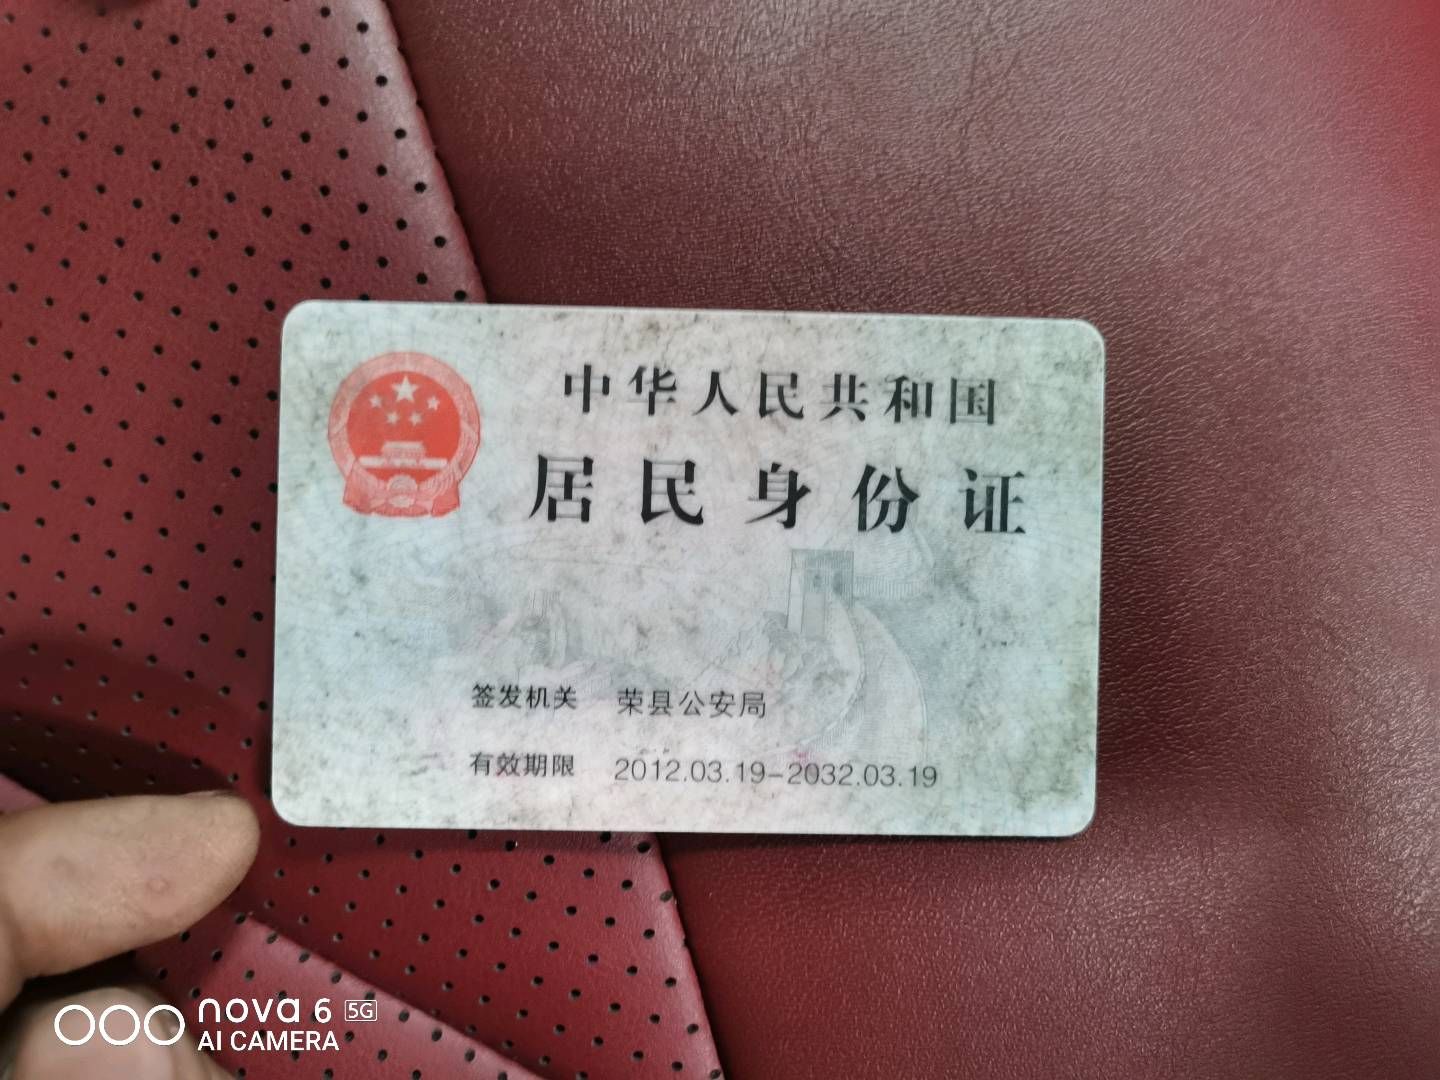 中华人民共和国
居民身份证
签发机关 荣县公安局
有效期限 2012.03.19-2032.03.19
nova 6 5G
AI CAMERA